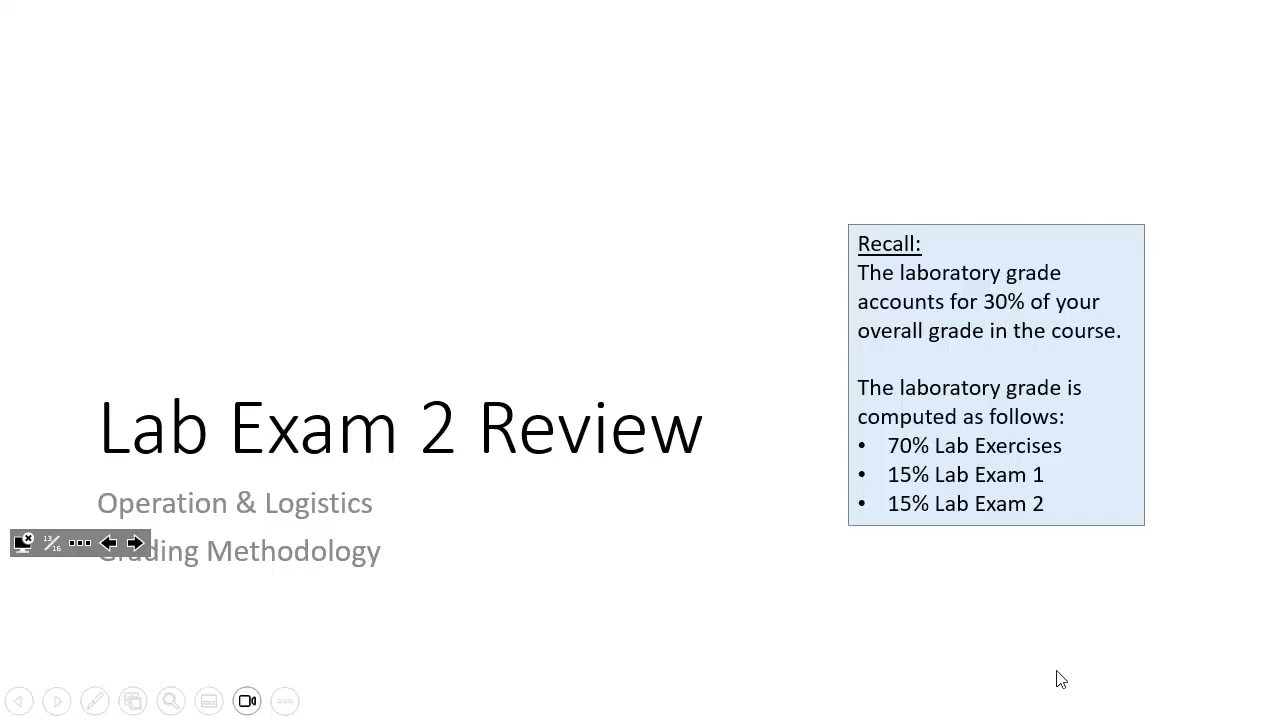 Recall:
The laboratory grade
accounts for 30% of your
overall grade in the course.
The laboratory grade is
computed as follows:
• 70% Lab Exercises
• 15% Lab Exam 1
• 15% Lab Exam 2
Lab Exam 2 Review
Operation & Logistics
13/16
Grading Methodology